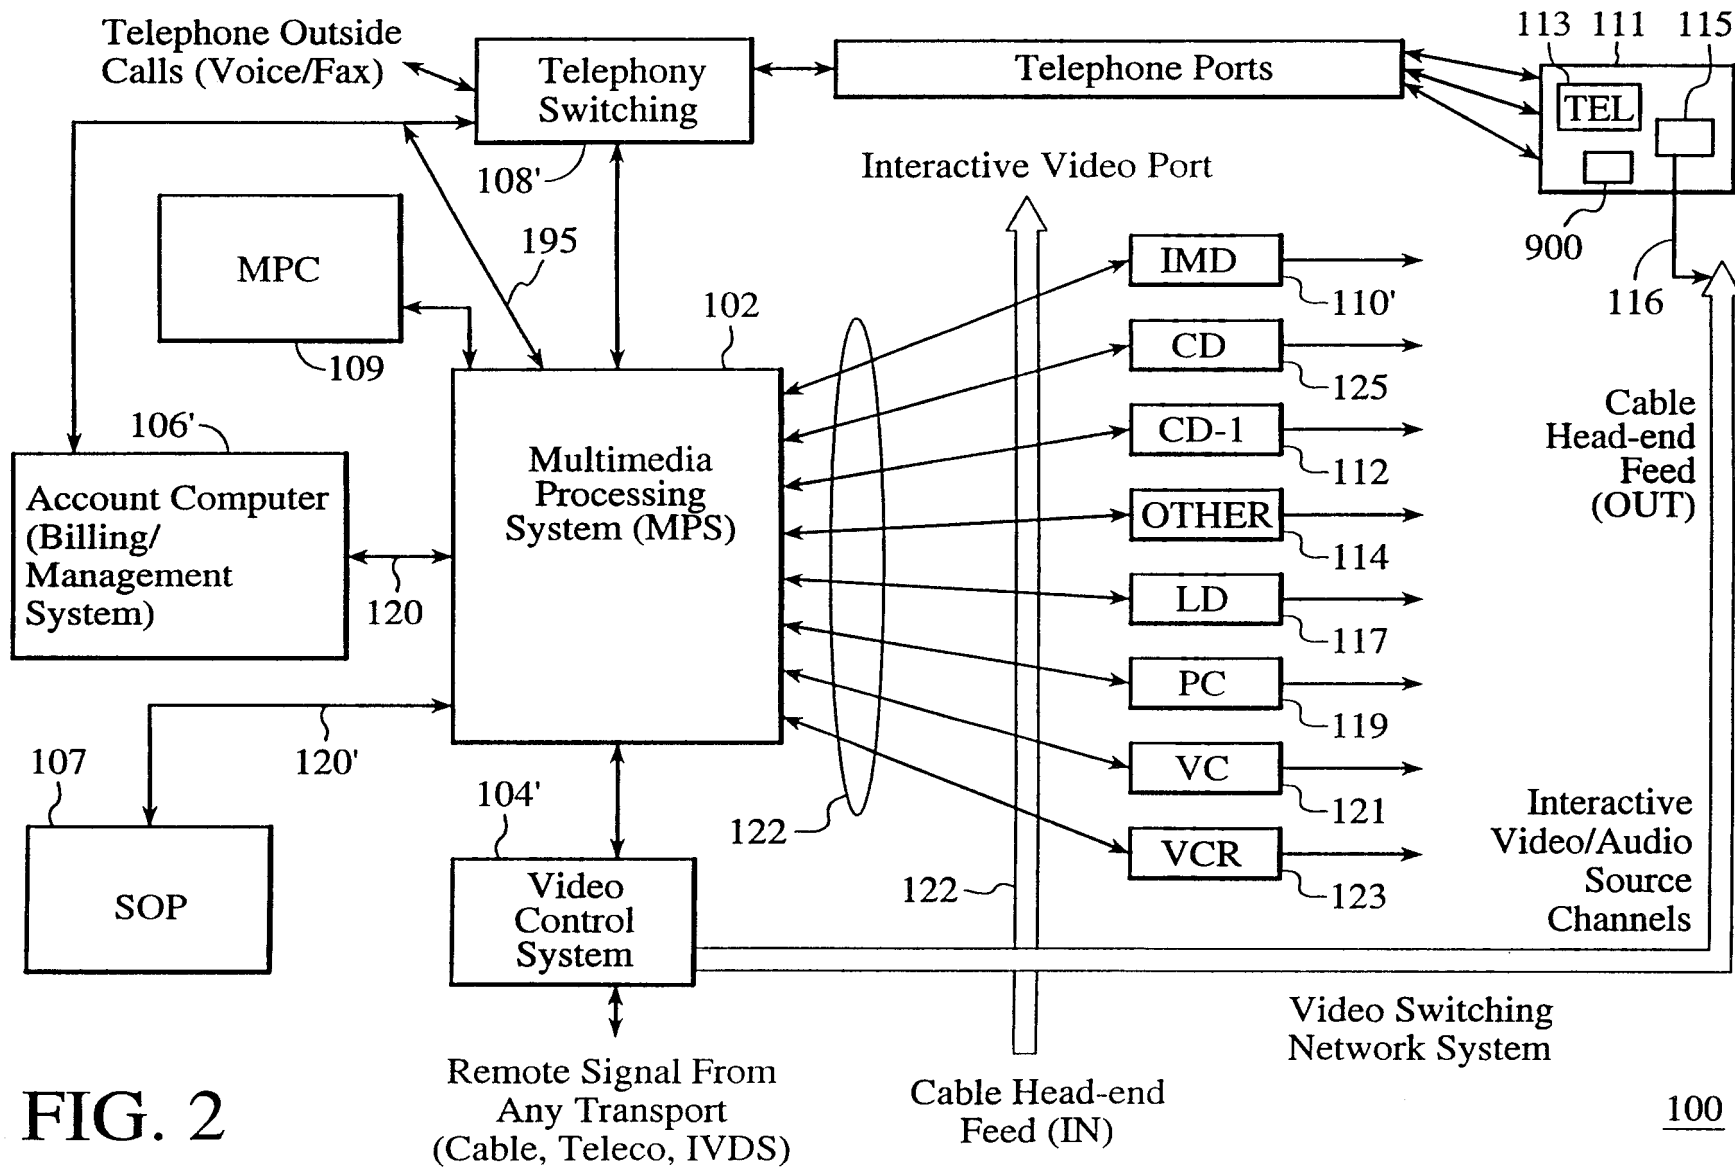 Telephone Outside
Calls (Voice/Fax)
Telephony
Switching
108'
Telephone Ports
113
111
115
TEL
900
116
Interactive Video Port
MPC
109
195
102
106'
Account Computer
(Billing/
Management
System)
120
Multimedia
Processing
System (MPS)
IMD
110'
CD
125
CD-1
112
OTHER
114
LD
117
PC
119
VC
121
VCR
123
Cable
Head-end
Feed
(OUT)
120'
107
SOP
104'
Video
Control
System
122
122
Interactive
Video/Audio
Source
Channels
Video Switching
Network System
Remote Signal From
Any Transport
(Cable, Teleco, IVDS)
Cable Head-end
Feed (IN)
FIG. 2
100